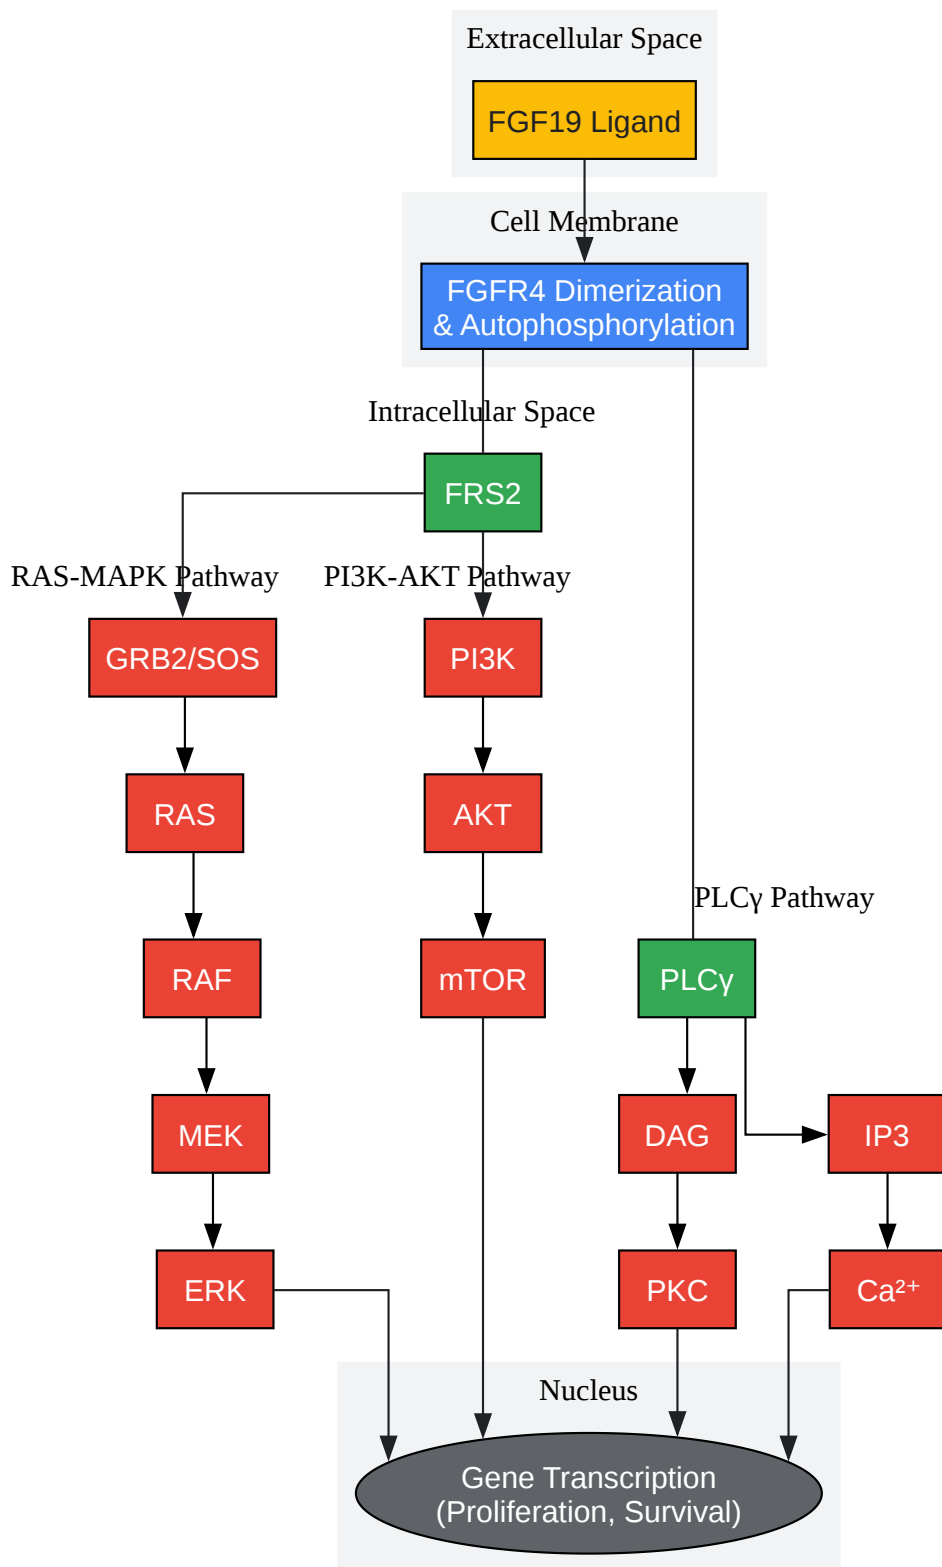 Extracellular Space
FGF19 Ligand
Cell Membrane
FGFR4 Dimerization
& Autophosphorylation
Intracellular Space
FRS2
RAS-MAPK Pathway
PI3K-AKT Pathway
GRB2/SOS
PI3K
RAS
AKT
PLCγ Pathway
RAF
mTOR
PLCγ
MEK
DAG
IP3
ERK
PKC
Ca²⁺
Nucleus
Gene Transcription
(Proliferation, Survival)